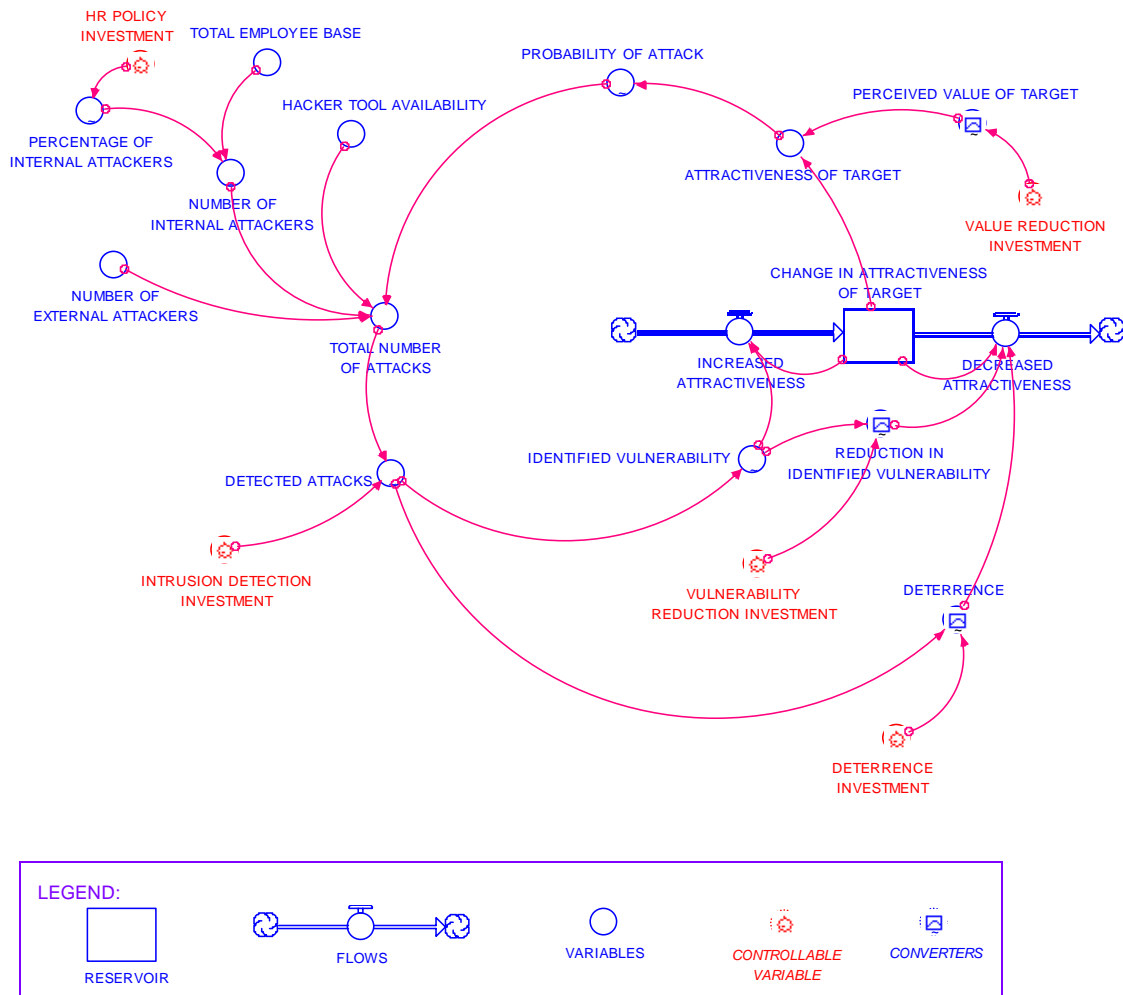 HR POLICY
INVESTMENT
TOTAL EMPLOYEE BASE
PROBABILITY OF ATTACK
HACKER TOOL AVAILABILITY
PERCEIVED VALUE OF TARGET
PERCENTAGE OF
INTERNAL ATTACKERS
ATTRACTIVENESS OF TARGET
NUMBER OF
INTERNAL ATTACKERS
VALUE REDUCTION
INVESTMENT
CHANGE IN ATTRACTIVENESS
OF TARGET
NUMBER OF
EXTERNAL ATTACKERS
TOTAL NUMBER
OF ATTACKS
INCREASED
ATTRACTIVENESS
DECREASED
ATTRACTIVENESS
IDENTIFIED VULNERABILITY
REDUCTION IN
IDENTIFIED VULNERABILITY
DETECTED ATTACKS
INTRUSION DETECTION
INVESTMENT
VULNERABILITY
REDUCTION INVESTMENT
DETERRENCE
DETERRENCE
INVESTMENT
LEGEND:
RESERVOIR
FLOWS
VARIABLES
CONTROLLABLE
VARIABLE
CONVERTERS